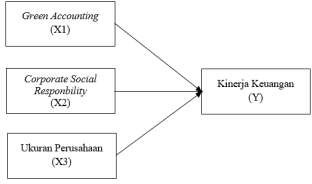 Green Accounting
(X1)
Corporate Social
Responbility
(X2)
Kinerja Keuangan
(Y)
Ukuran Perusahaan
(X3)